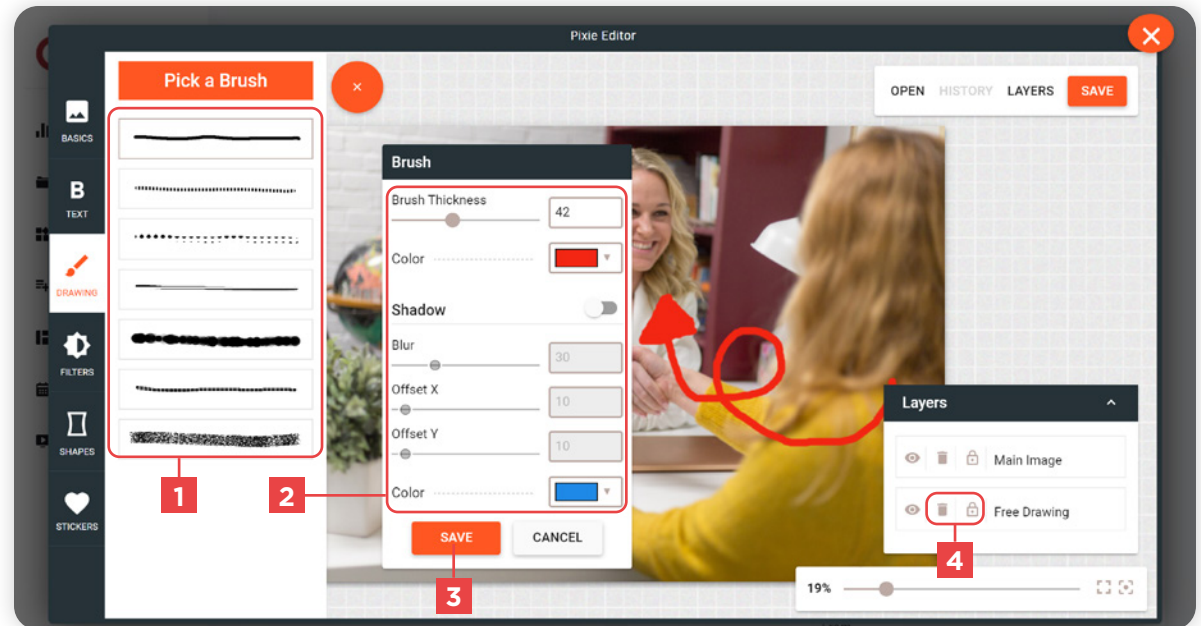 Pixie Editor
Pick a Brush
BASICS
B
TEXT
DRAWING
FILTERS
SHAPES
STICKERS
1
OPEN HISTORY LAYERS SAVE
Brush
Brush Thickness
42
Color
Shadow
Blur
30
Offset X
10
Offset Y
10
Color
2
SAVE CANCEL
3
Layers
Main Image
Free Drawing
4
19%